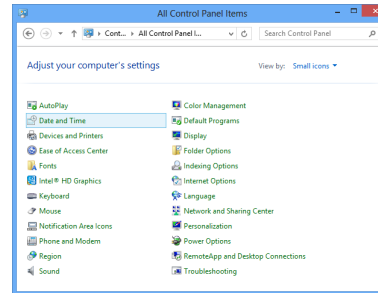 All Control Panel Items
Cont... All Control Panel I... Search Control Panel
Adjust your computer's settings View by: Small icons
AutoPlay Color Management
Date and Time Default Programs
Devices and Printers Display
Ease of Access Center Folder Options
Fonts Indexing Options
Intel® HD Graphics Internet Options
Keyboard Language
Mouse Network and Sharing Center
Notification Area Icons Personalization
Phone and Modem Power Options
Region RemoteApp and Desktop Connections
Sound Troubleshooting